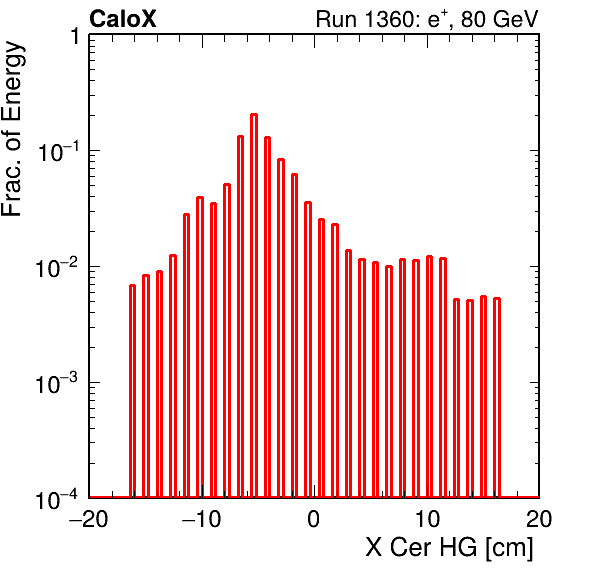 CaloX Run 1360: e⁺, 80 GeV
Frac. of Energy
1
10⁻¹
10⁻²
10⁻³
10⁻⁴
−20 −10 0 10 20
X Cer HG [cm]